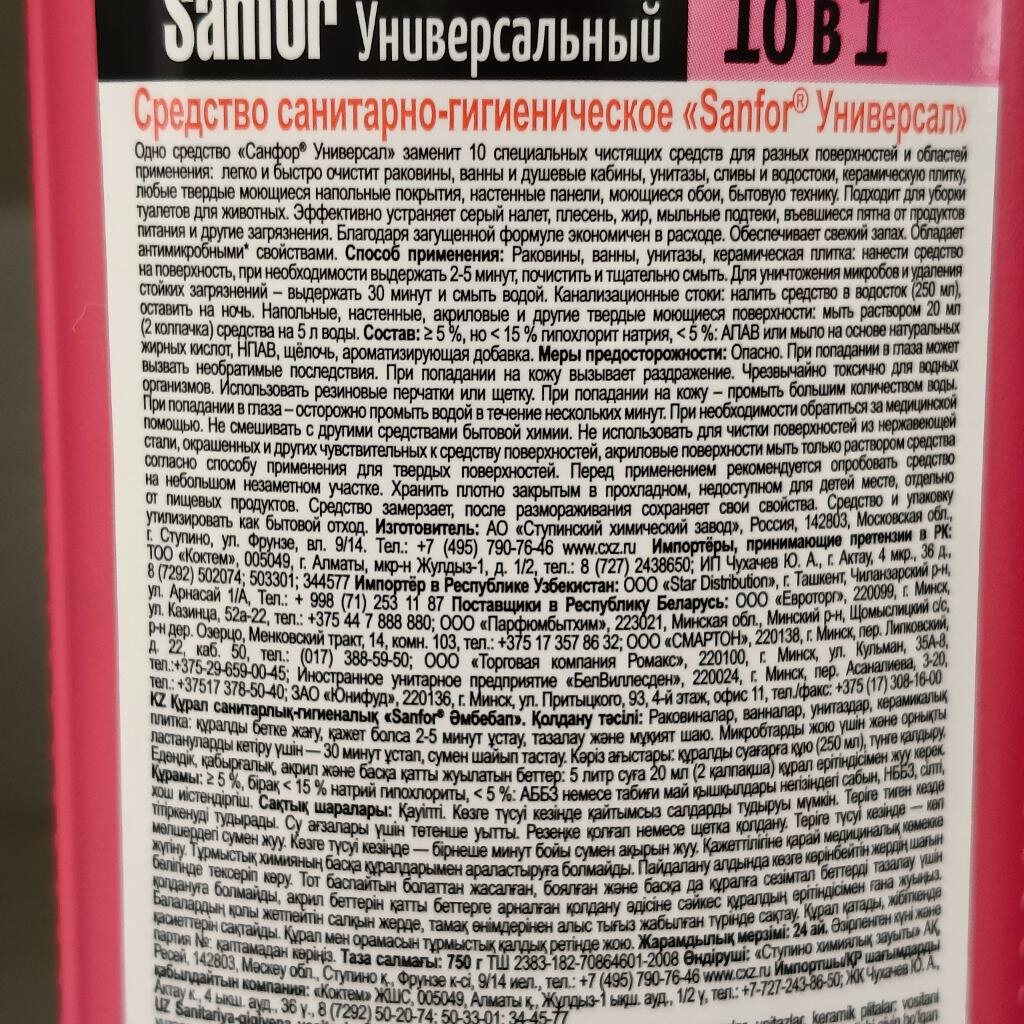 Sanfor Универсальный 10 в 1
Средство санитарно-гигиеническое «Sanfor® Универсал»
Одно средство «Санфор® Универсал» заменит 10 специальных чистящих средств для разных поверхностей и областей
применения: легко и быстро очистит раковины, ванны и душевые кабины, унитазы, сливы и водостоки, керамическую плитку,
любые твердые моющиеся напольные покрытия, настенные панели, моющиеся обои, бытовую технику. Подходит для уборки
туалетов для животных. Эффективно устраняет серый налет, плесень, жир, мыльные подтеки, въевшиеся пятна от продуктов
питания и другие загрязнения. Благодаря загущенной формуле экономичен в расходе. Обеспечивает свежий запах. Обладает
антимикробными* свойствами. Способ применения: Раковины, ванны, унитазы, керамическая плитка: нанести средство
на поверхность, при необходимости выдержать 2-5 минут, почистить и тщательно смыть. Для уничтожения микробов и удаления
стойких загрязнений – выдержать 30 минут и смыть водой. Канализационные стоки: налить средство в водосток (250 мл),
оставить на ночь. Напольные, настенные, акриловые и другие твердые моющиеся поверхности: мыть раствором 20 мл
(2 колпачка) средства на 5 л воды. Состав: ≥ 5 %, но < 15 % гипохлорит натрия, < 5 %: АПАВ или мыло на основе натуральных
жирных кислот, НПАВ, щёлочь, ароматизирующая добавка. Меры предосторожности: Опасно. При попадании в глаза может
вызвать необратимые последствия. При попадании на кожу вызывает раздражение. Чрезвычайно токсично для водных
организмов. Использовать резиновые перчатки или щетку. При попадании на кожу – промыть большим количеством воды.
При попадании в глаза – осторожно промыть водой в течение нескольких минут. При необходимости обратиться за медицинской
помощью. Не смешивать с другими средствами бытовой химии. Не использовать для чистки поверхностей из нержавеющей
стали, окрашенных и других чувствительных к средству поверхностей, акриловые поверхности мыть только раствором средства
согласно способу применения для твердых поверхностей. Перед применением рекомендуется опробовать средство
на небольшом незаметном участке. Хранить плотно закрытым в прохладном, недоступном для детей месте, отдельно
от пищевых продуктов. Средство замерзает, после размораживания сохраняет свои свойства. Средство и упаковку
утилизировать как бытовой отход. Изготовитель: АО «Ступинский химический завод», Россия, 142803, Московская обл.,
г. Ступино, ул. Фрунзе, вл. 9/14. Тел.: +7 (495) 790-76-46 www.cxz.ru Импортёры, принимающие претензии в РК:
ТОО «Коктем», 005049, г. Алматы, мкр-н Жулдыз-1, д. 1/2, тел.: 8 (727) 2438650; ИП Чухачев Ю. А., г. Актау, 4 мкр., 36 д.,
8 (7292) 502074; 503301; 344577 Импортёр в Республике Узбекистан: ООО «Star Distribution», г. Ташкент, Чиланзарский р-н,
ул. Арнасай 1/А, Тел.: + 998 (71) 253 11 87 Поставщики в Республику Беларусь: ООО «Евроторг», 220099, г. Минск,
ул. Казинца, 52а-22, тел.: +375 44 7 888 880; ООО «Парфюмбытхим», 223021, Минская обл., Минский р-н, Щомыслицкий с/с,
р-н дер. Озерцо, Менковский тракт, 14, комн. 103, тел.: +375 17 357 86 32; ООО «СМАРТОН», 220138, г. Минск, пер. Липковский,
д. 22, каб. 50, тел.: (017) 388-59-50; ООО «Торговая компания Ромакс», 220100, г. Минск, ул. Кульман, 35А-8,
тел.:+375-29-659-00-45; Иностранное унитарное предприятие «БелВиллесден», 220024, г. Минск, пер. Асаналиева, 3-20,
тел.: +37517 378-50-40; ЗАО «Юнифуд», 220136, г. Минск, ул. Притыцкого, 93, 4-й этаж, офис 11, тел./факс: +375 (17) 308-16-00
KZ Құрал санитарлық-гигеналық «Sanfor® Әмбебап». Қолдану тәсілі: Раковиналар, ванналар, унитаздар, керамикалық
плитка: құралды бетке жағу, қажет болса 2-5 минут ұстау, тазалау және мұқият шаю. Микробтарды жою үшін және орнықты
ластануларды кетіру үшін — 30 минут ұстап, сумен шайып тастау. Кәріз ағыстары: құралды суағарға құю (250 мл), түнге қалдыру.
Едендік, қабырғалық, акрил және басқа қатты жуылатын беттер: 5 литр суға 20 мл (2 қалпақша) құрал ерітіндісімен жуу керек.
Құрамы: ≥ 5 %, бірақ < 15 % натрий гипохлориты, < 5 %: АББЗ немесе табиғи май қышқылдары негізіндегі сабын, НББЗ, сілті,
хош иістендіргіш. Сақтық шаралары: Қауіпті. Көзге түсуі кезінде қайтымсыз салдарды тудыруы мүмкін. Теріге тиген кезде
тітіркенуді тудырады. Су ағзалары үшін төтенше уытты. Резеңке қолғап немесе щетка қолдану. Теріге түсуі кезінде — көп
мөлшердегі сумен жуу. Көзге түсуі кезінде — бірнеше минут бойы сумен ақырын жуу. Қажеттілігіне қарай медициналық көмекке
жүгіну. Тұрмыстық химияның басқа құралдарымен араластыруға болмайды. Пайдалану алдында көзге көрінбейтін жердің шағын
бөлігінде тексеріп көру. Тот баспайтын болаттан жасалған, боялған және басқа да құралға сезімтал беттерді тазалау үшін
қолдануға болмайды, акрил беттерін қатты беттерге арналған қолдану әдісіне сәйкес құралдың ерітіндісімен ғана жуыңыз.
Балалардың қолы жетпейтін салқын жерде, тамақ өнімдерінен алыс тығыз жабылған түрінде сақтау. Құрал қатады, жібіткенде
қасиеттерін сақтайды. Құрал мен орамасын тұрмыстық қалдық ретінде жою. Жарамдылық мерзімі: 24 ай. Әзірленген күні және
партия №: қаптамадан көріңіз. Таза салмағы: 750 г ТШ 2383-182-70864601-2008 Өндіруші: «Ступино химиялық зауыты» АҚ,
Ресей, 142803, Мәскеу обл., Ступино қ., Фрунзе к-сі, 9/14 иел., тел.: +7 (495) 790-76-46 www.cxz.ru Импортшы/ҚР шағымдарды
қабылдайтын компания: «Коктем» ЖШС, 005049, Алматы қ., Жұлдыз-1 ықш. ауд., 1/2 ү, тел.: +7-727-243-86-50; ЖК Чухачев Ю. А.,
Ақтау к., 4 ықш. ауд., 36 ү., 8 (7292) 50-20-74; 50-33-01; 34-45-77
UZ Sanitariya-gigiyena keramik plitalar: vosilani